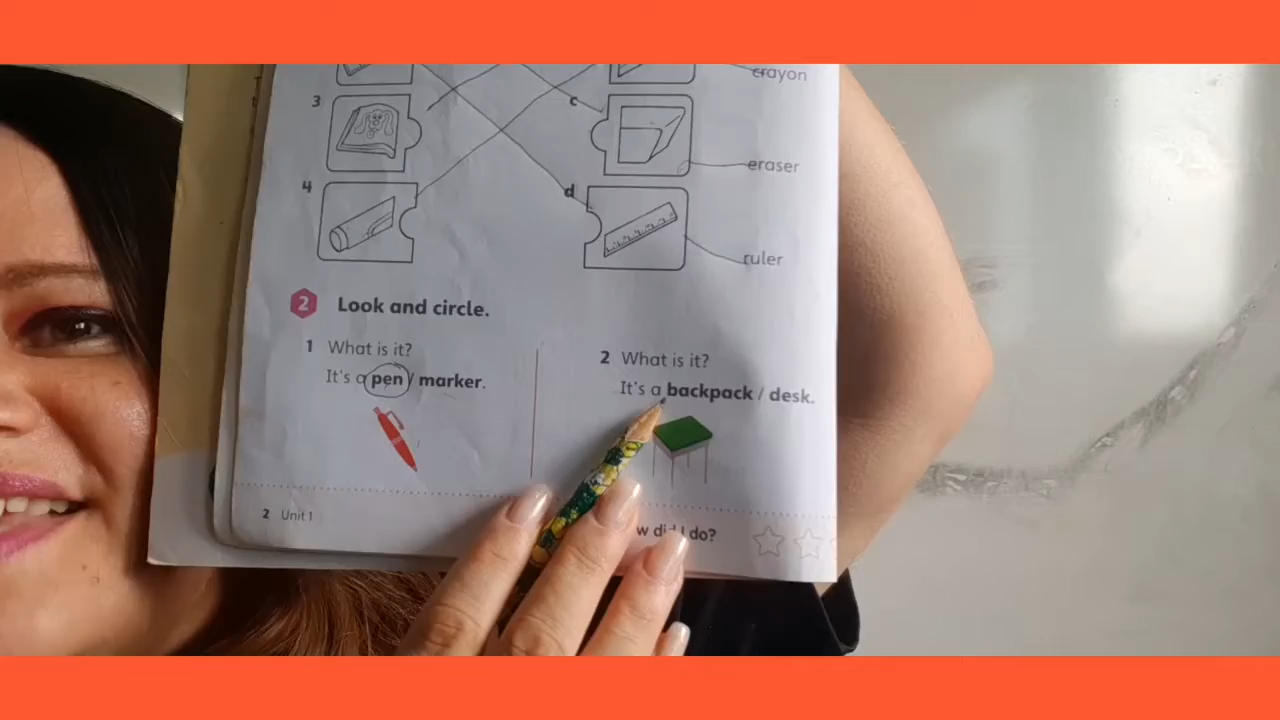 crayon
3
c
eraser
4
d
ruler
2 Look and circle.
1 What is it?
It's a pen / marker.
2 What is it?
It's a backpack / desk.
2 Unit 1
do?